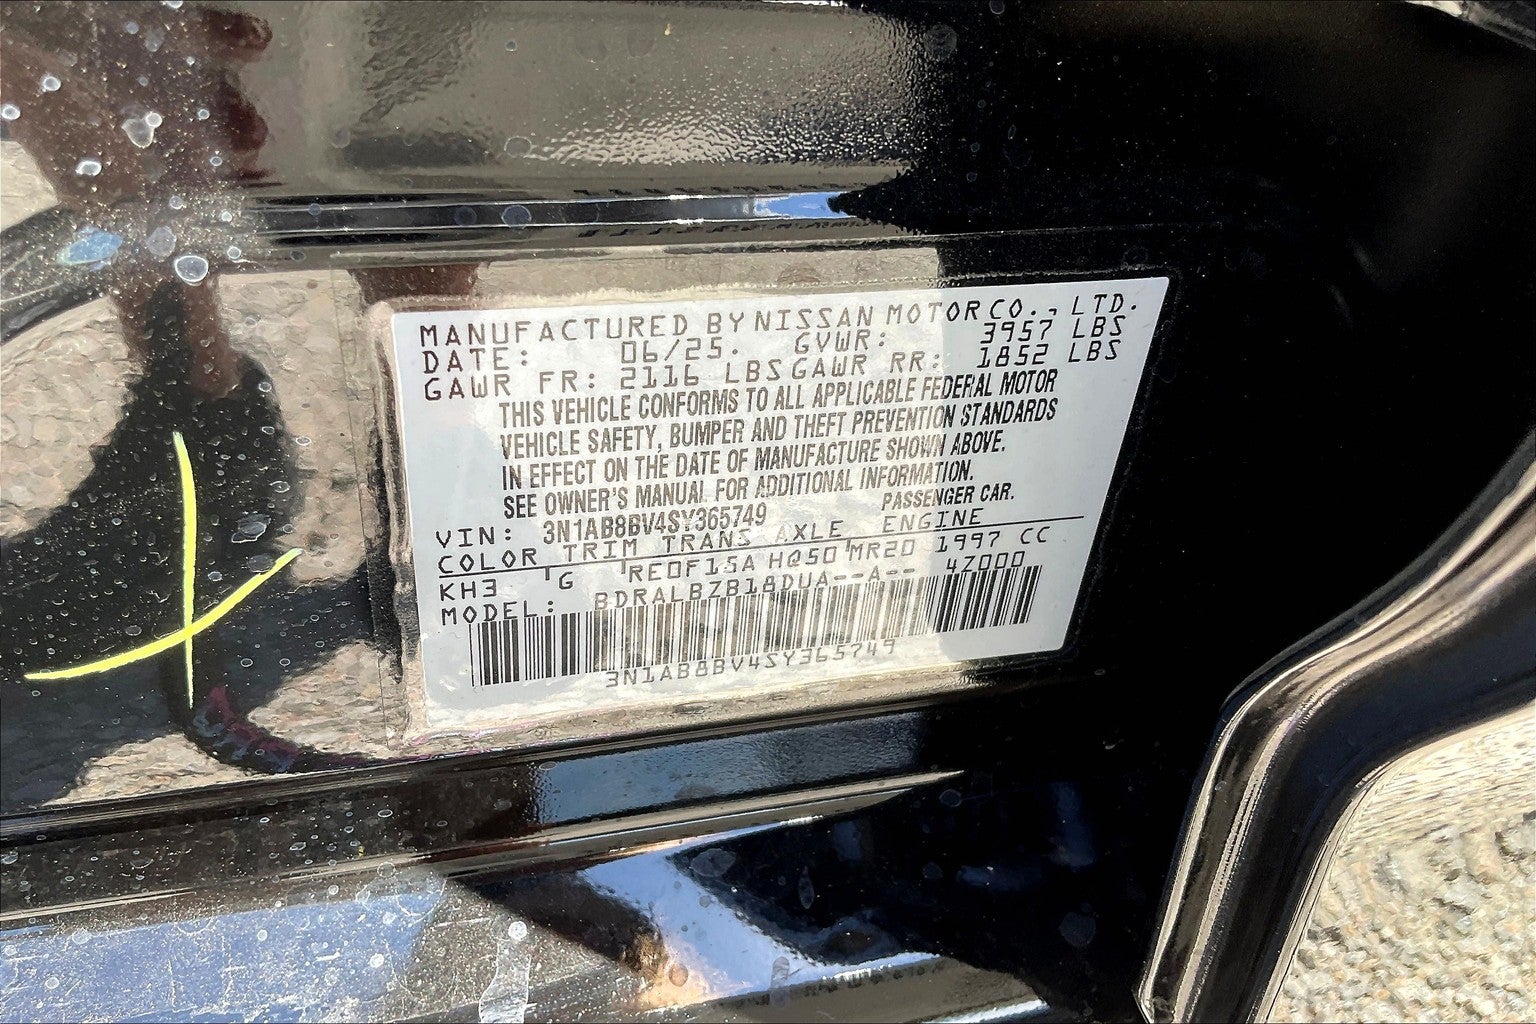 MANUFACTURED BY NISSAN MOTOR CO., LTD.
DATE: 06/25. GVWR: 3957 LBS
GAWR FR: 2116 LBS GAWR RR: 1852 LBS
THIS VEHICLE CONFORMS TO ALL APPLICABLE FEDERAL MOTOR
VEHICLE SAFETY, BUMPER AND THEFT PREVENTION STANDARDS
IN EFFECT ON THE DATE OF MANUFACTURE SHOWN ABOVE.
SEE OWNER'S MANUAL FOR ADDITIONAL INFORMATION.
VIN: 3N1AB8BV4SY365749 PASSENGER CAR.
COLOR TRIM TRANS AXLE ENGINE
KH3 G RE0F15A HQ50 MR20 1997 CC
MODEL: BDRALBZB18DUA--A-- 4Z000
3N1AB8BV4SY365749